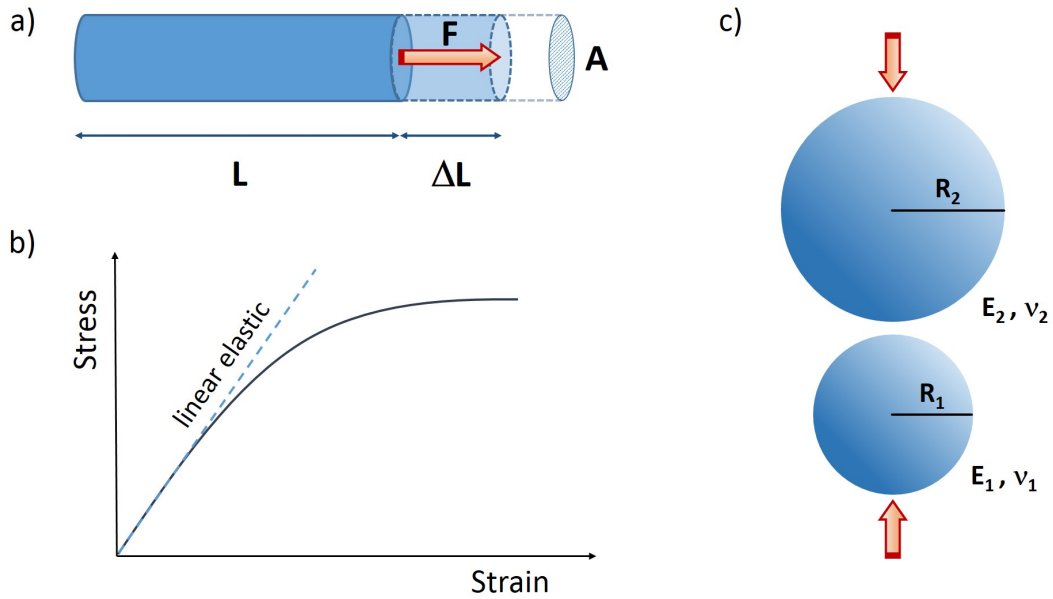 a)
F
A
L
ΔL
b)
Stress
linear elastic
Strain
c)
R₂
E₂ , ν₂
R₁
E₁ , ν₁